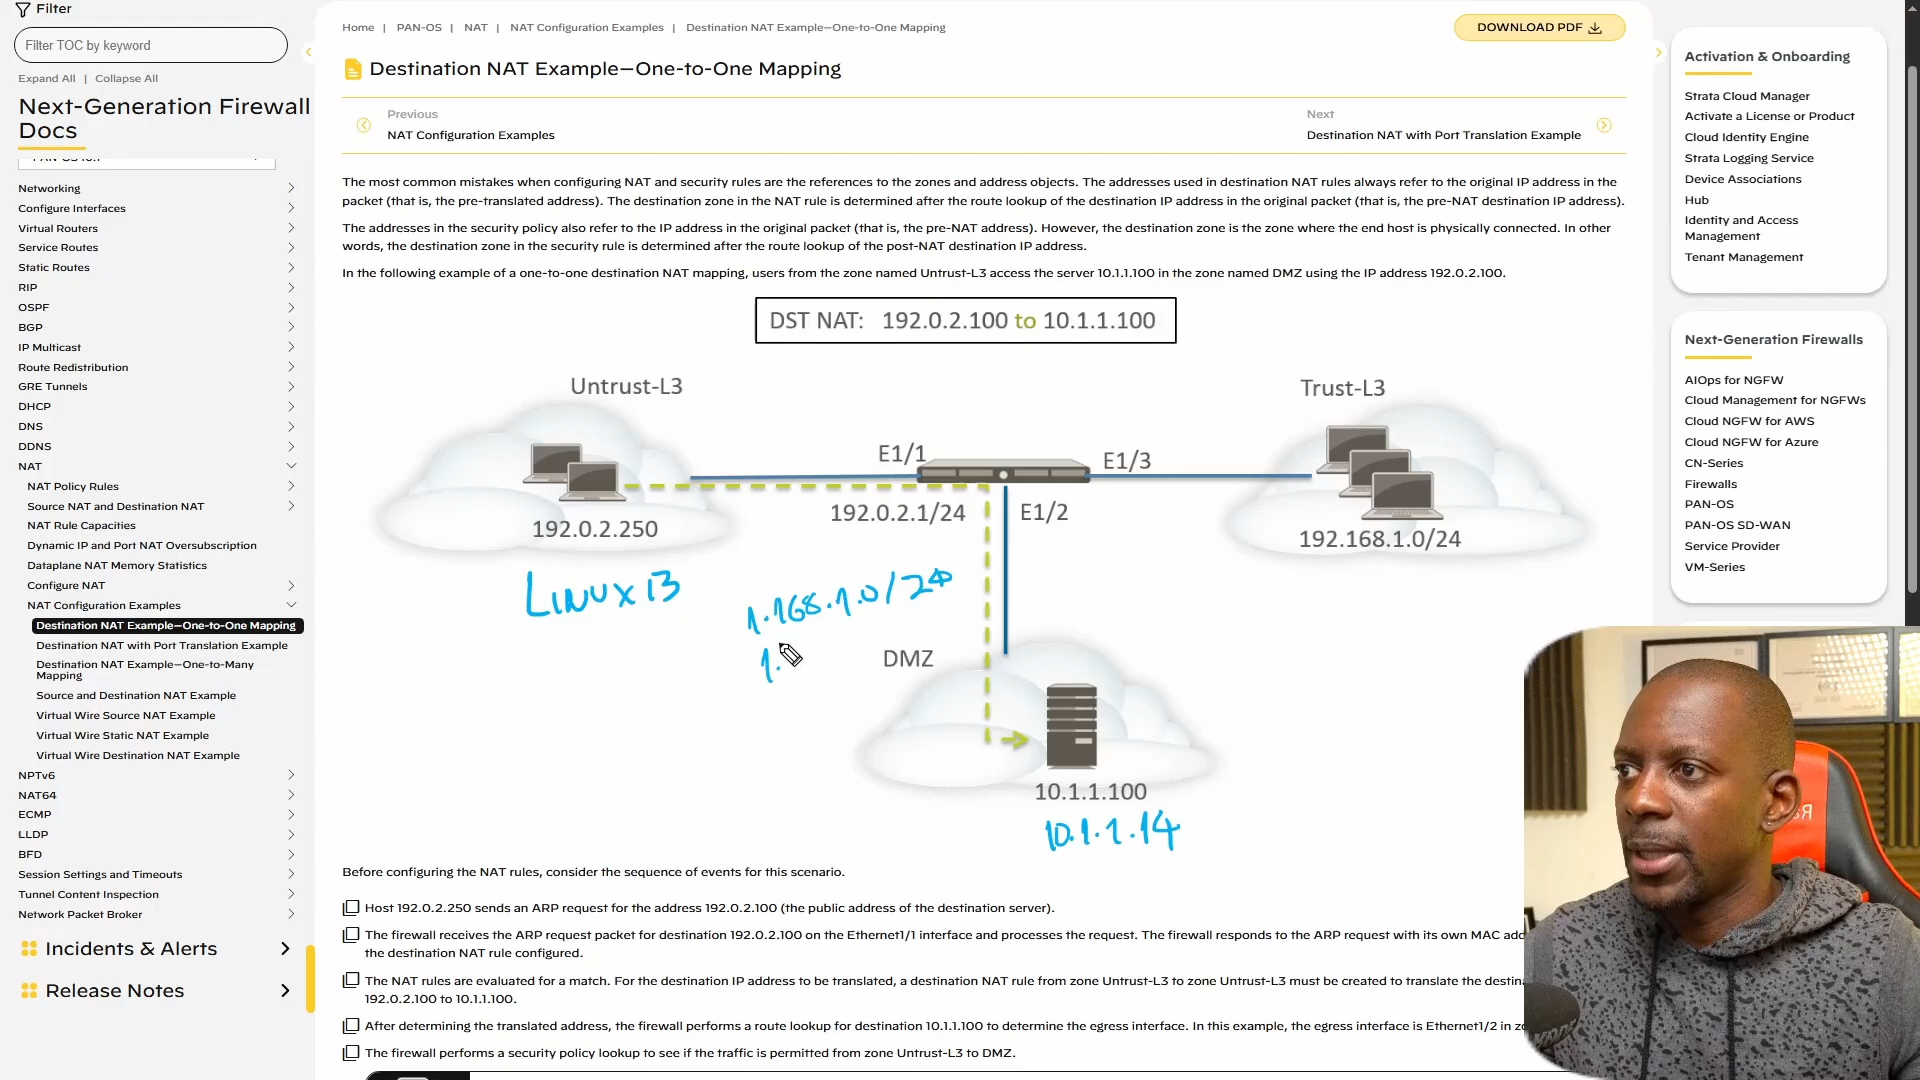 Filter
Filter TOC by keyword
Expand All | Collapse All
Next-Generation Firewall
Docs
Networking
Configure Interfaces
Virtual Routers
Service Routes
Static Routes
RIP
OSPF
BGP
IP Multicast
Route Redistribution
GRE Tunnels
DHCP
DNS
DDNS
NAT
NAT Policy Rules
Source NAT and Destination NAT
NAT Rule Capacities
Dynamic IP and Port NAT Oversubscription
Dataplane NAT Memory Statistics
Configure NAT
NAT Configuration Examples
Destination NAT Example—One-to-One Mapping
Destination NAT with Port Translation Example
Destination NAT Example—One-to-Many
Mapping
Source and Destination NAT Example
Virtual Wire Source NAT Example
Virtual Wire Static NAT Example
Virtual Wire Destination NAT Example
NPTv6
NAT64
ECMP
LLDP
BFD
Session Settings and Timeouts
Tunnel Content Inspection
Network Packet Broker
Incidents & Alerts
Release Notes
Home | PAN-OS | NAT | NAT Configuration Examples | Destination NAT Example—One-to-One Mapping
DOWNLOAD PDF
Destination NAT Example—One-to-One Mapping
Previous
NAT Configuration Examples
Next
Destination NAT with Port Translation Example
The most common mistakes when configuring NAT and security rules are the references to the zones and address objects. The addresses used in destination NAT rules always refer to the original IP address in the
packet (that is, the pre-translated address). The destination zone in the NAT rule is determined after the route lookup of the destination IP address in the original packet (that is, the pre-NAT destination IP address).
The addresses in the security policy also refer to the IP address in the original packet (that is, the pre-NAT address). However, the destination zone is the zone where the end host is physically connected. In other
words, the destination zone in the security rule is determined after the route lookup of the post-NAT destination IP address.
In the following example of a one-to-one destination NAT mapping, users from the zone named Untrust-L3 access the server 10.1.1.100 in the zone named DMZ using the IP address 192.0.2.100.
DST NAT: 192.0.2.100 to 10.1.1.100
Untrust-L3
Trust-L3
E1/1
E1/3
192.0.2.1/24
E1/2
192.0.2.250
192.168.1.0/24
LINUX13
1.168.1.0/24
1.
DMZ
10.1.1.100
10.1.1.14
Before configuring the NAT rules, consider the sequence of events for this scenario.
Host 192.0.2.250 sends an ARP request for the address 192.0.2.100 (the public address of the destination server).
The firewall receives the ARP request packet for destination 192.0.2.100 on the Ethernet1/1 interface and processes the request. The firewall responds to the ARP request with its own MAC
the destination NAT rule configured.
The NAT rules are evaluated for a match. For the destination IP address to be translated, a destination NAT rule from zone Untrust-L3 to zone Untrust-L3 must be created to translate the
192.0.2.100 to 10.1.1.100.
After determining the translated address, the firewall performs a route lookup for destination 10.1.1.100 to determine the egress interface. In this example, the egress interface is Ethernet1/2 in
The firewall performs a security policy lookup to see if the traffic is permitted from zone Untrust-L3 to DMZ.
Activation & Onboarding
Strata Cloud Manager
Activate a License or Product
Cloud Identity Engine
Strata Logging Service
Device Associations
Hub
Identity and Access
Management
Tenant Management
Next-Generation Firewalls
AIOps for NGFW
Cloud Management for NGFWs
Cloud NGFW for AWS
Cloud NGFW for Azure
CN-Series
Firewalls
PAN-OS
PAN-OS SD-WAN
Service Provider
VM-Series